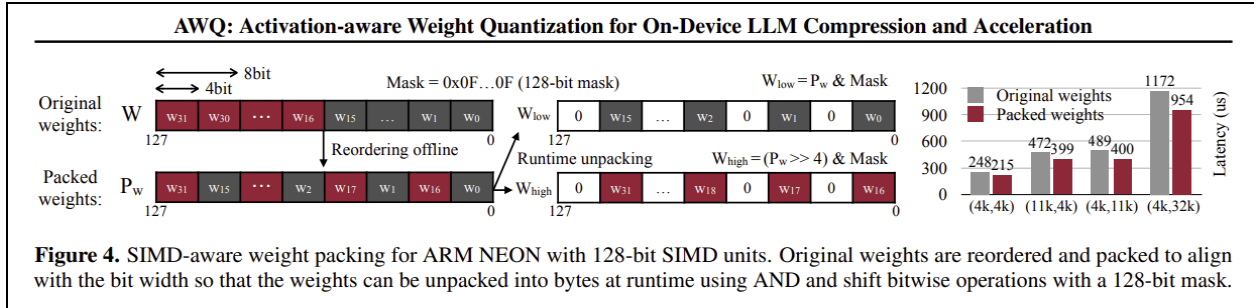 AWQ: Activation-aware Weight Quantization for On-Device LLM Compression and Acceleration
8bit
4bit
Mask = 0x0F…0F (128-bit mask)
Original weights: W
W31 W30 ··· W16 W15 … W1 W0
127 0
Reordering offline
Packed weights: Pw
W31 W15 ··· W2 W17 W1 W16 W0
127 0
Runtime unpacking
Wlow = Pw & Mask
Wlow
0 W15 … W2 0 W1 0 W0
127 0
Whigh = (Pw >> 4) & Mask
Whigh
0 W31 … W18 0 W17 0 W16
127 0
Original weights
Packed weights
Latency (us)
1200
900
600
300
0
248 215
472 399
489 400
1172 954
(4k,4k) (11k,4k) (4k,11k) (4k,32k)
Figure 4. SIMD-aware weight packing for ARM NEON with 128-bit SIMD units. Original weights are reordered and packed to align
with the bit width so that the weights can be unpacked into bytes at runtime using AND and shift bitwise operations with a 128-bit mask.